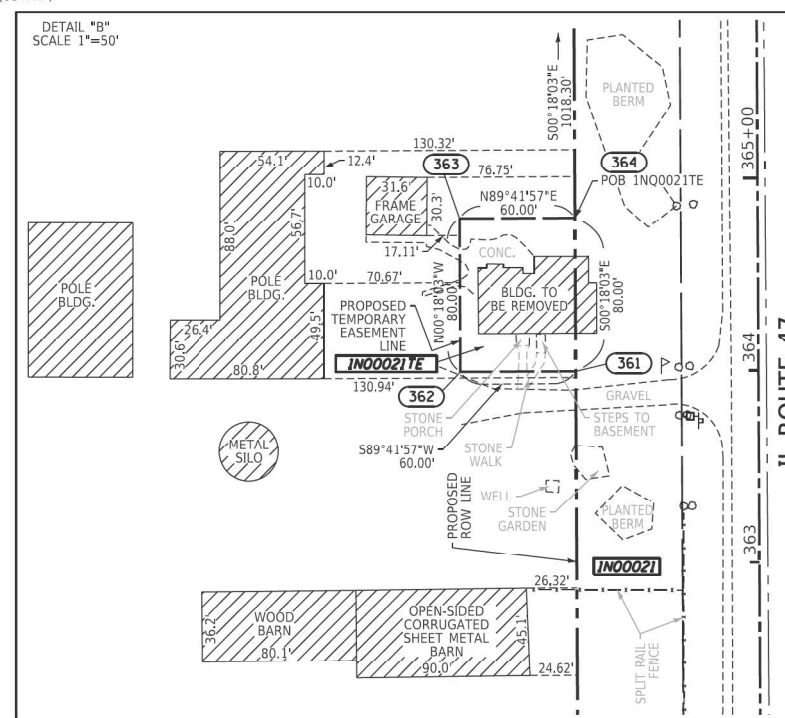 DETAIL "B"
SCALE 1"=50'
S00°18'03"E
1018.30'
PLANTED
BERM
365+00
130.32'
54.1'
12.4'
363
76.75'
364
POB 1NQ0021TE
10.0'
31.6'
N89°41'57"E
60.00'
FRAME
GARAGE
30.3'
88.0'
56.7'
17.11'
CONC.
POLE
BLDG.
POLE
BLDG.
10.0'
70.67'
N00°18'03"W
80.00'
BLDG. TO
BE REMOVED
S00°18'03"E
80.00'
PROPOSED
TEMPORARY
EASEMENT
LINE
26.4'
49.5'
30.6'
1N00021TE
361
364
80.8'
130.94'
362
GRAVEL
STONE
PORCH
STEPS TO
BASEMENT
S89°41'57"W
60.00'
STONE
WALK
METAL
SILO
WELL
STONE
GARDEN
PLANTED
BERM
PROPOSED
ROW LINE
363
IL ROUTE 47
1N00021
26.32'
WOOD
BARN
36.2'
80.1'
OPEN-SIDED
CORRUGATED
SHEET METAL
BARN
45.1'
90.0'
24.62'
SPLIT RAIL
FENCE